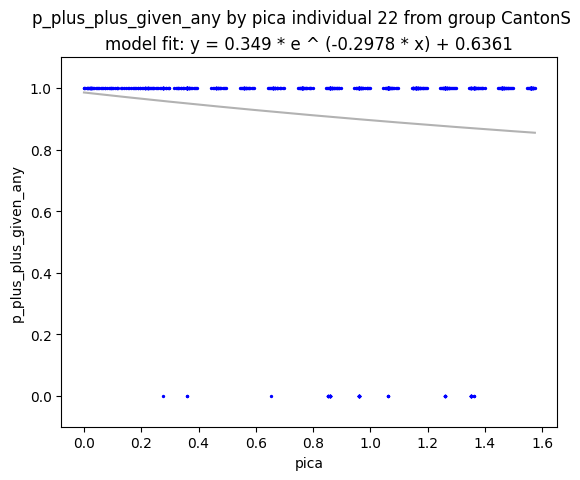 p_plus_plus_given_any by pica individual 22 from group CantonS
model fit: y = 0.349 * e ^ (-0.2978 * x) + 0.6361
1.0
0.8
0.6
0.4
0.2
0.0
p_plus_plus_given_any
0.0 0.2 0.4 0.6 0.8 1.0 1.2 1.4 1.6
pica